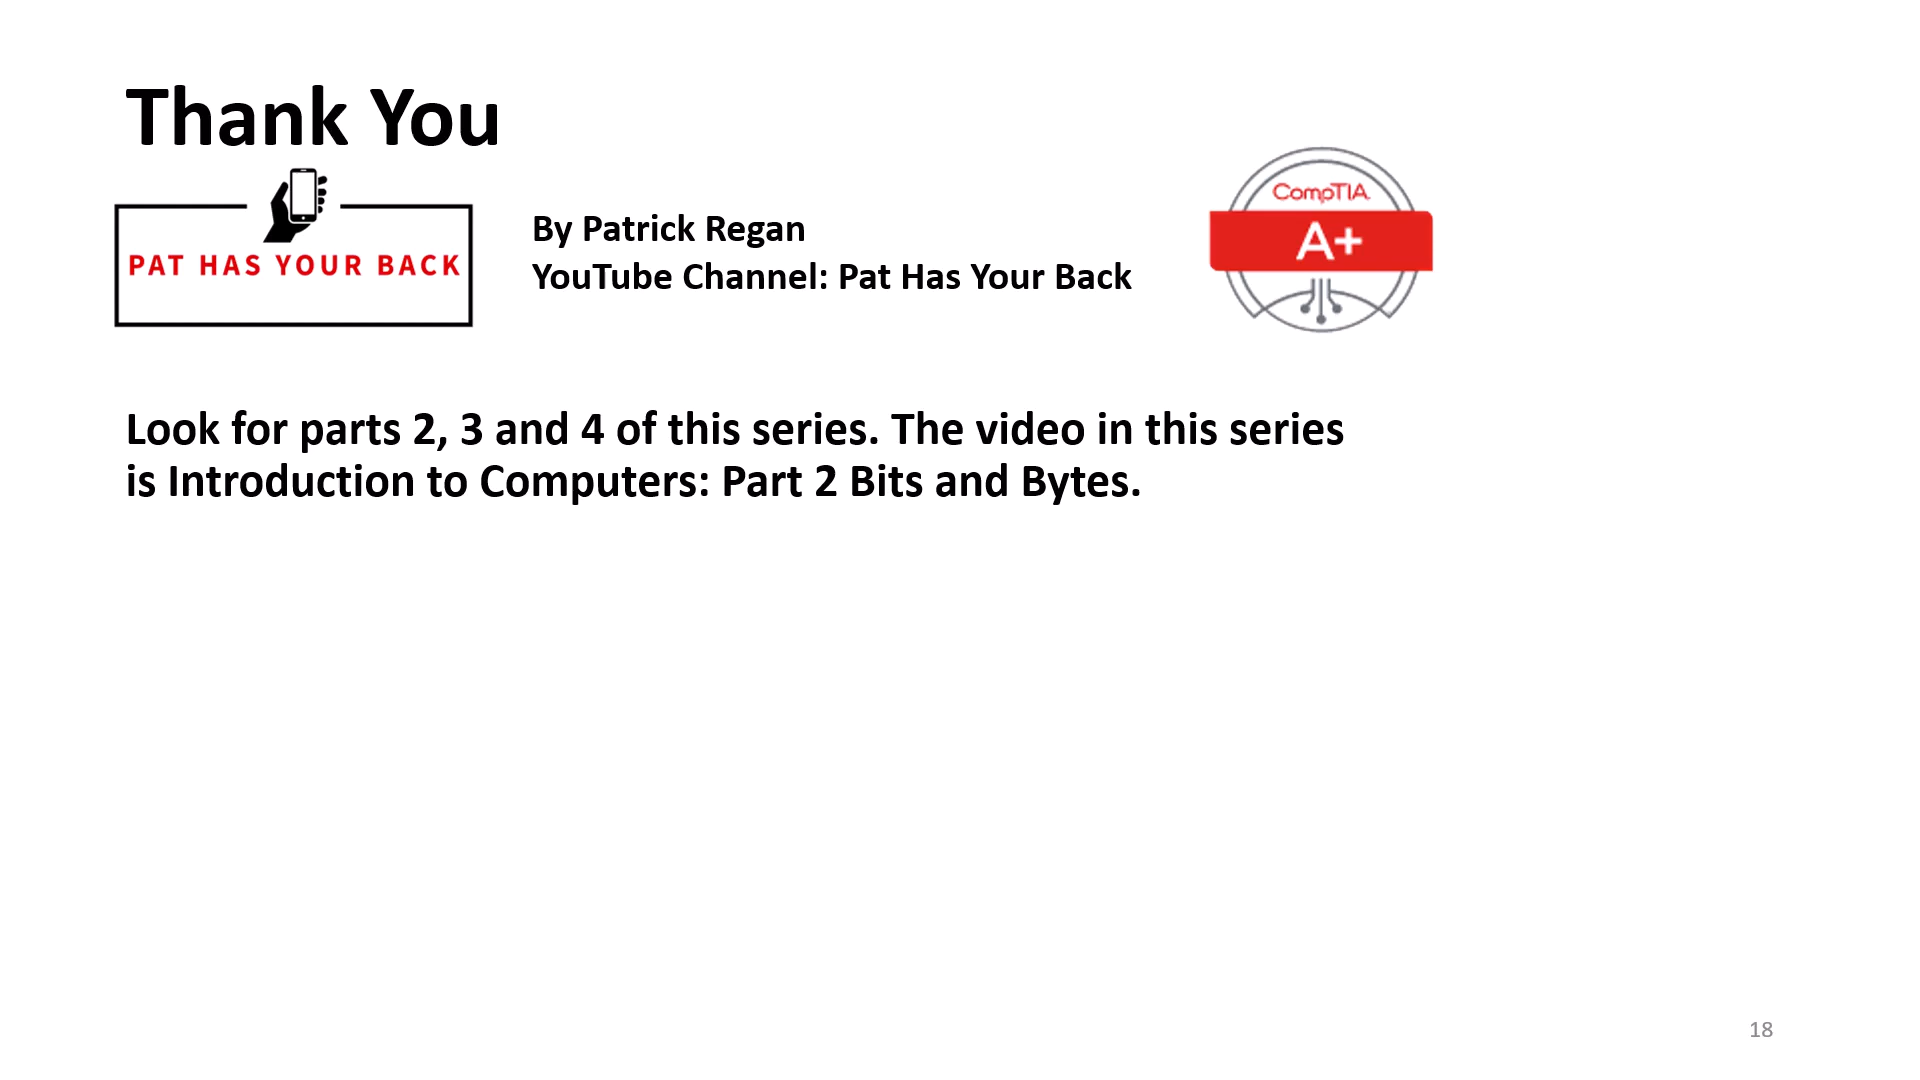 Thank You
PAT HAS YOUR BACK
By Patrick Regan
YouTube Channel: Pat Has Your Back
CompTIA.
A+
Look for parts 2, 3 and 4 of this series. The video in this series
is Introduction to Computers: Part 2 Bits and Bytes.
18